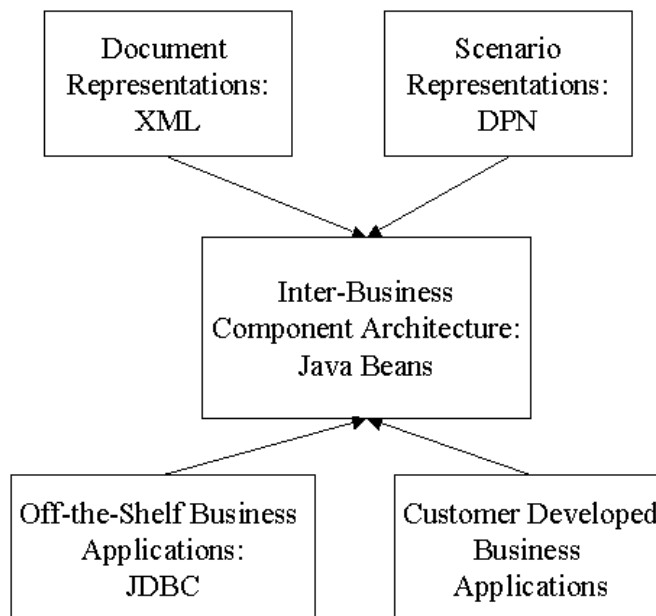 Document
Representations:
XML
Scenario
Representations:
DPN
Inter-Business
Component Architecture:
Java Beans
Off-the-Shelf Business
Applications:
JDBC
Customer Developed
Business
Applications